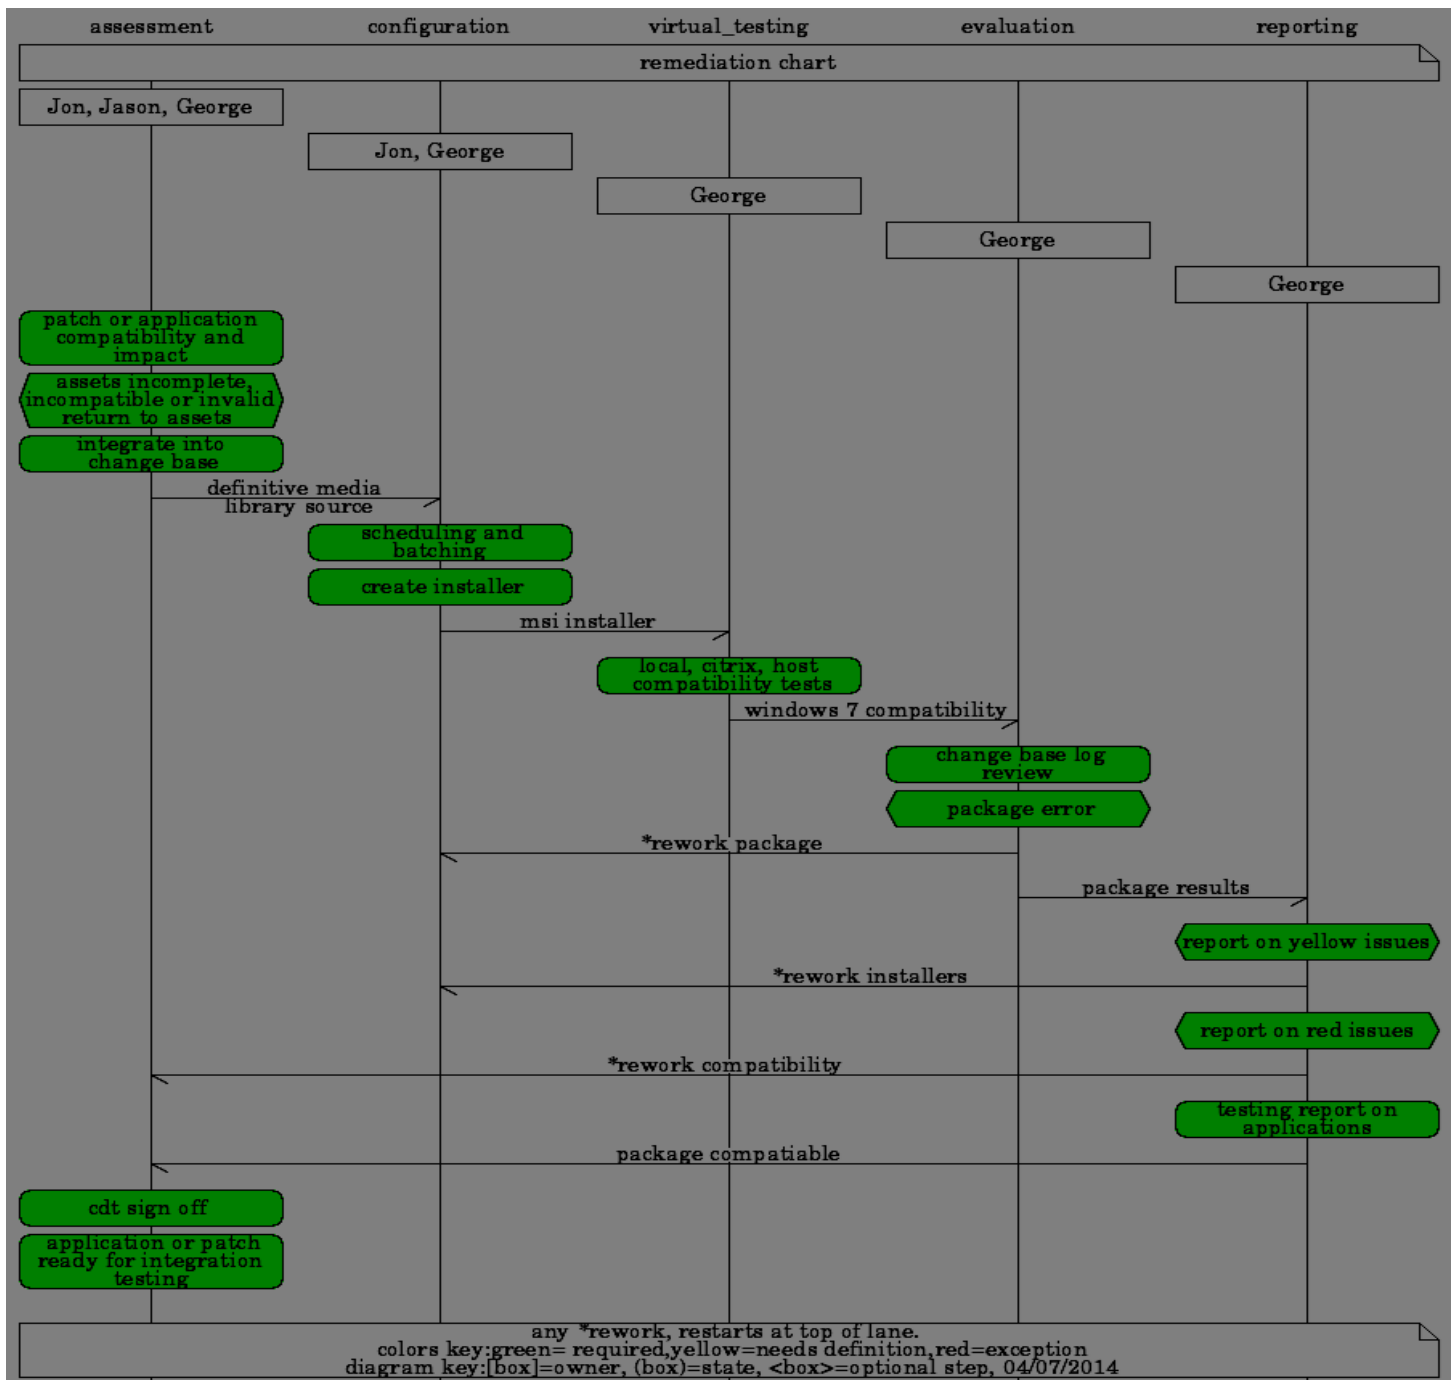 assessment configuration virtual_testing evaluation reporting
remediation chart
Jon, Jason, George
Jon, George
George
George
George
patch or application
compatibility and
impact
assets incomplete,
incompatible or invalid
return to assets
integrate into
change base
definitive media
library source
scheduling and
batching
create installer
msi installer
local, citrix, host
compatibility tests
windows 7 compatibility
change base log
review
package error
*rework package
package results
report on yellow issues
*rework installers
report on red issues
*rework compatibility
testing report on
applications
package compatiable
cdt sign off
application or patch
ready for integration
testing
any *rework, restarts at top of lane.
colors key:green= required,yellow=needs definition,red=exception
diagram key:[box]=owner, (box)=state, <box>=optional step, 04/07/2014